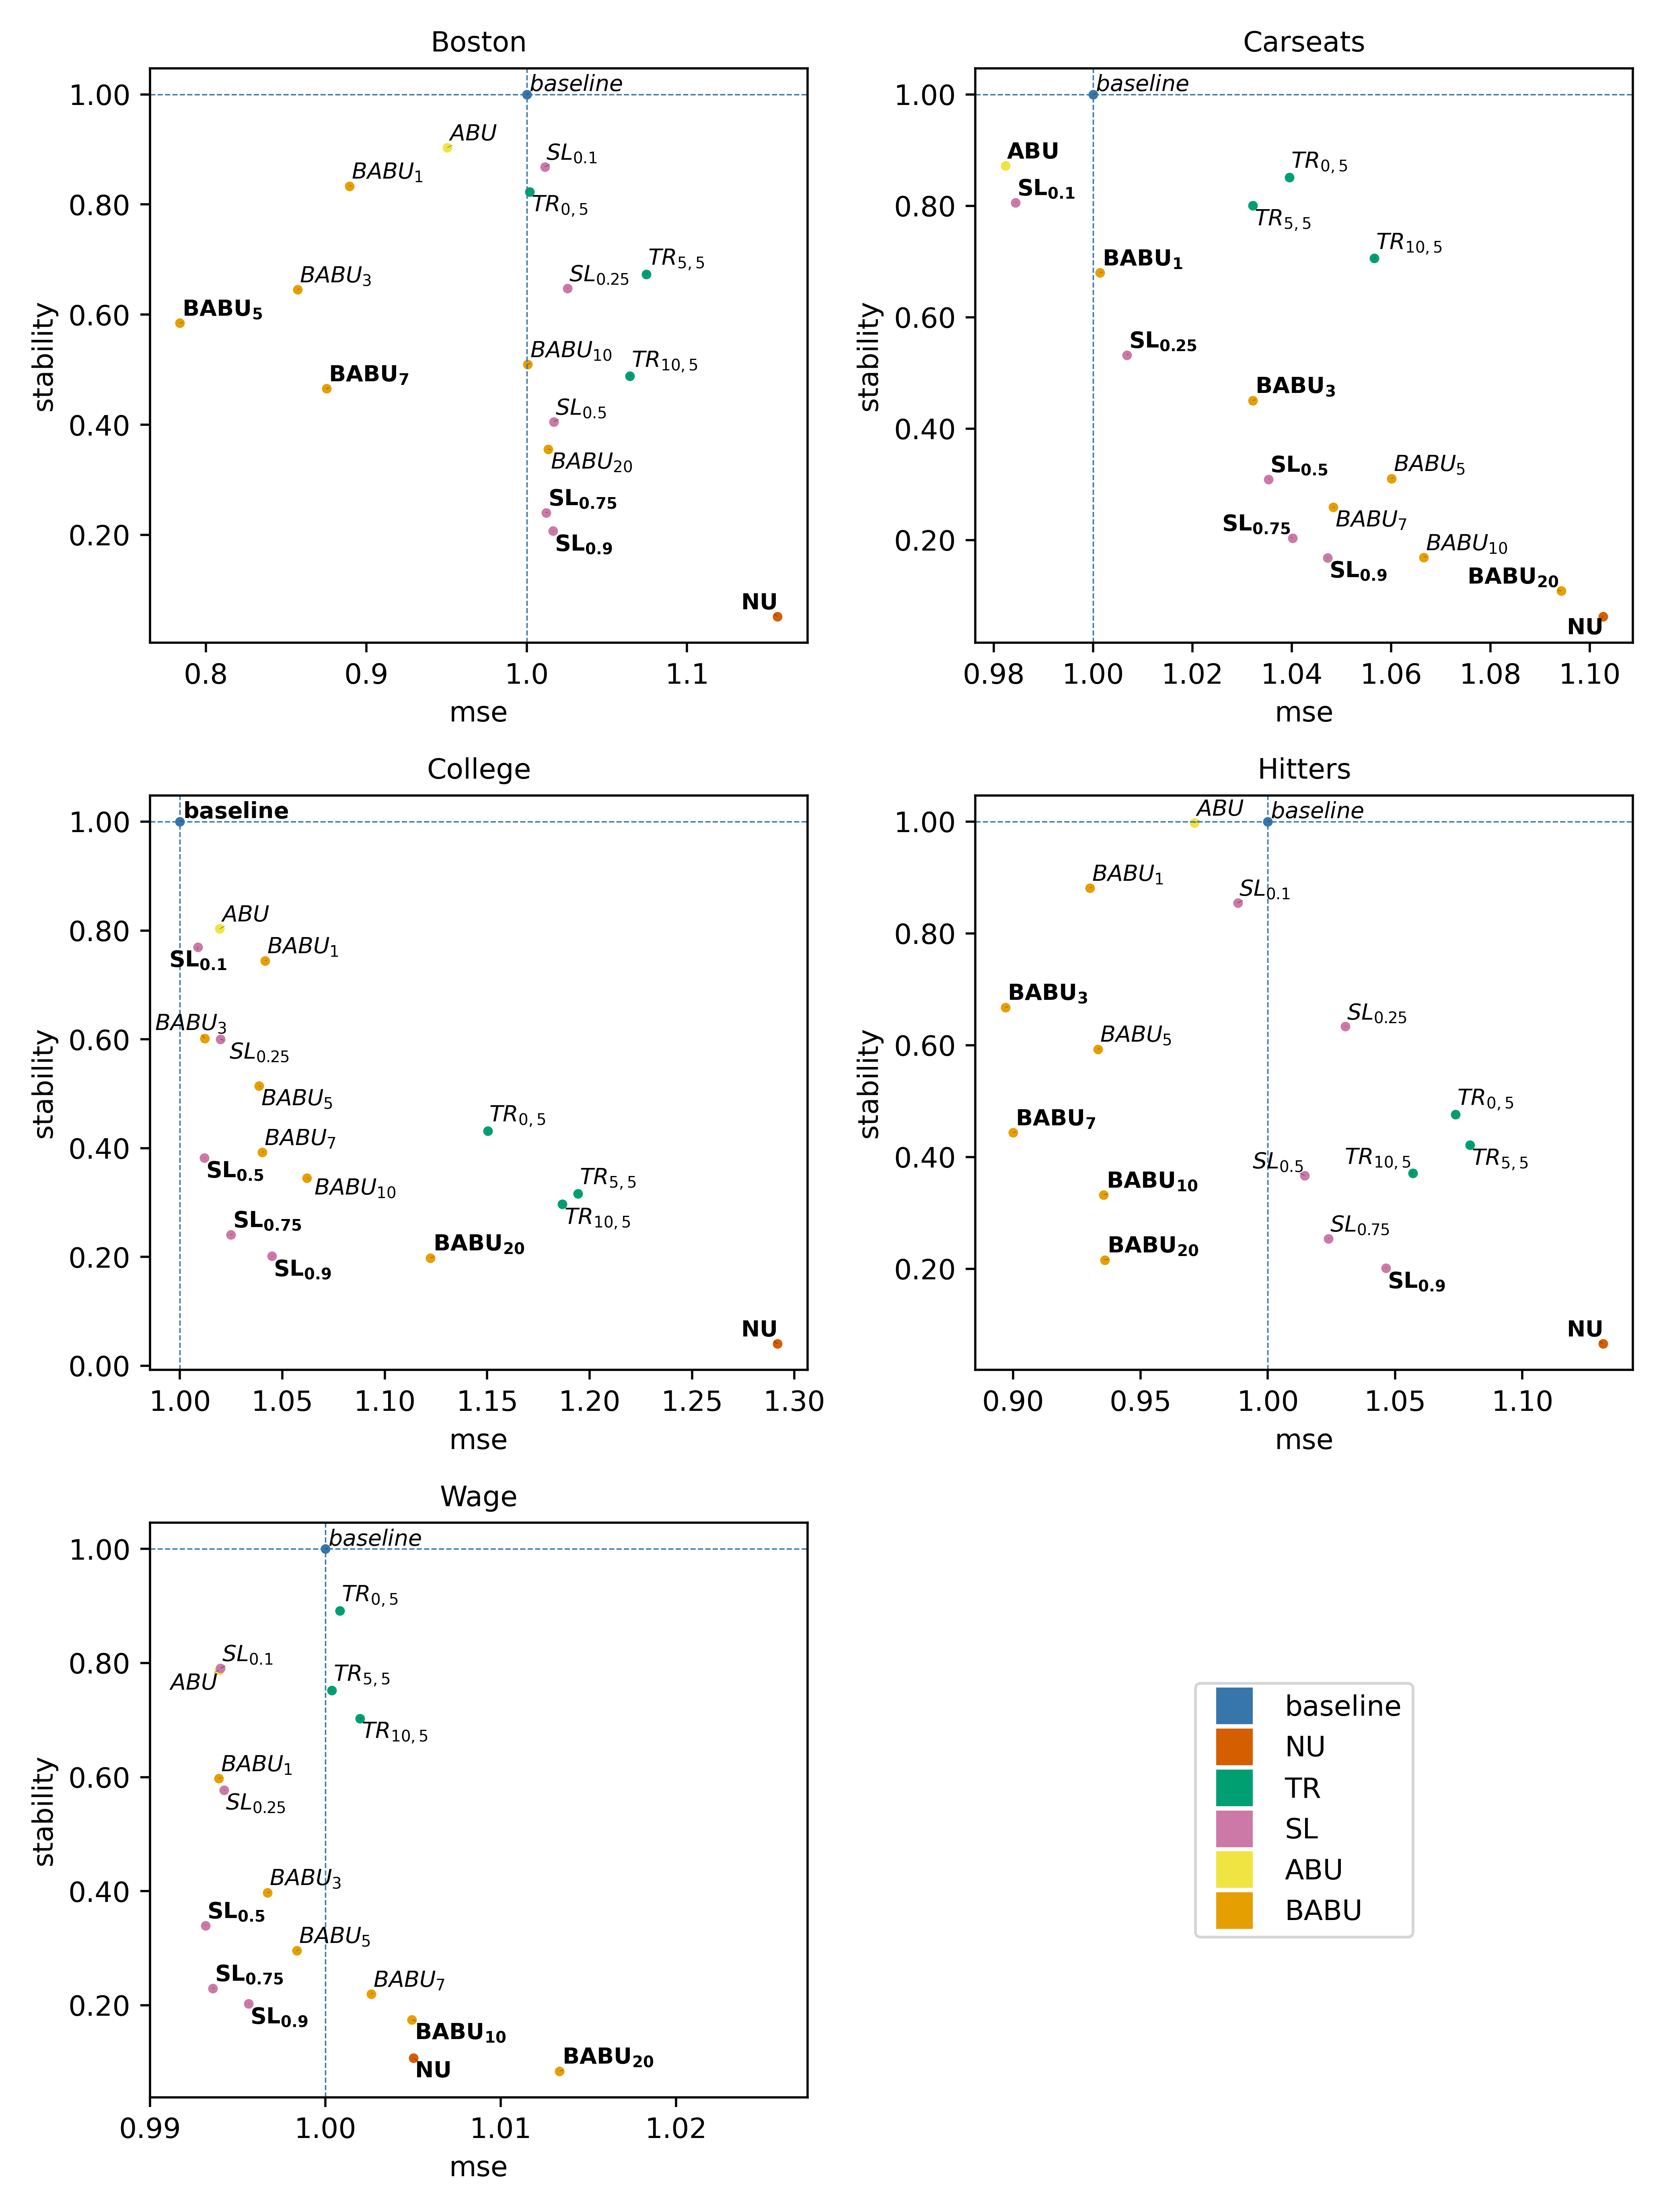 Boston
1.00
0.80
0.60
0.40
0.20
stability
baseline
ABU
SL0.1
BABU1
TR0, 5
TR5, 5
SL0.25
BABU3
BABU5
BABU10
TR10, 5
BABU7
SL0.5
BABU20
SL0.75
SL0.9
NU
0.8 0.9 1.0 1.1
mse
Carseats
1.00
0.80
0.60
0.40
0.20
stability
baseline
ABU
TR0, 5
SL0.1
TR5, 5
TR10, 5
BABU1
SL0.25
BABU3
SL0.5
BABU5
SL0.75
BABU7
BABU10
SL0.9
BABU20
NU
0.98 1.00 1.02 1.04 1.06 1.08 1.10
mse
College
1.00
0.80
0.60
0.40
0.20
0.00
stability
baseline
ABU
BABU1
SL0.1
BABU3
SL0.25
BABU5
TR0, 5
BABU7
SL0.5
TR5, 5
BABU10
TR10, 5
SL0.75
BABU20
SL0.9
NU
1.00 1.05 1.10 1.15 1.20 1.25 1.30
mse
Hitters
1.00
0.80
0.60
0.40
0.20
stability
ABU
baseline
BABU1
SL0.1
BABU3
SL0.25
BABU5
TR0, 5
BABU7
SL0.5
TR10, 5
TR5, 5
BABU10
SL0.75
BABU20
SL0.9
NU
0.90 0.95 1.00 1.05 1.10
mse
Wage
1.00
0.80
0.60
0.40
0.20
stability
baseline
TR0, 5
SL0.1
ABU
TR5, 5
TR10, 5
BABU1
SL0.25
BABU3
SL0.5
BABU5
SL0.75
BABU7
SL0.9
BABU10
BABU20
NU
0.99 1.00 1.01 1.02
mse
baseline
NU
TR
SL
ABU
BABU